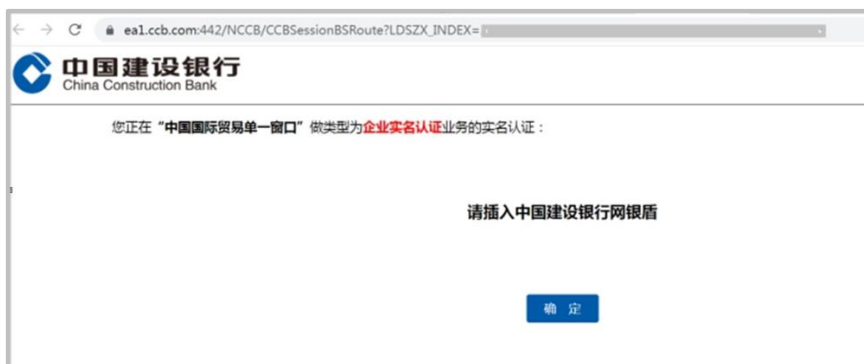 ea1.ccb.com:442/NCCB/CCBSessionBSRoute?LDSZX_INDEX=
中国建设银行
China Construction Bank
您正在“中国国际贸易单一窗口”做类型为企业实名认证业务的实名认证：
请插入中国建设银行网银盾
确 定